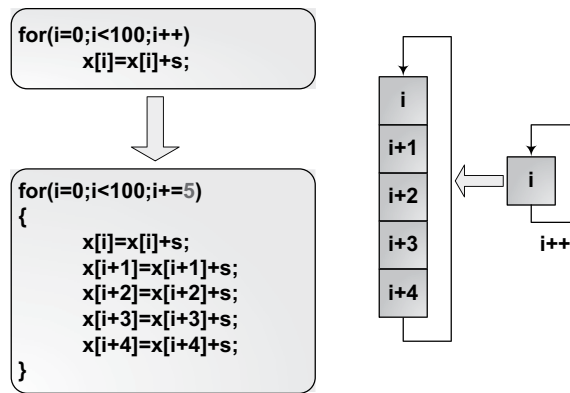 for(i=0;i<100;i++)
x[i]=x[i]+s;
for(i=0;i<100;i+=5)
{
x[i]=x[i]+s;
x[i+1]=x[i+1]+s;
x[i+2]=x[i+2]+s;
x[i+3]=x[i+3]+s;
x[i+4]=x[i+4]+s;
}
i
i+1
i+2
i+3
i+4
i
i++